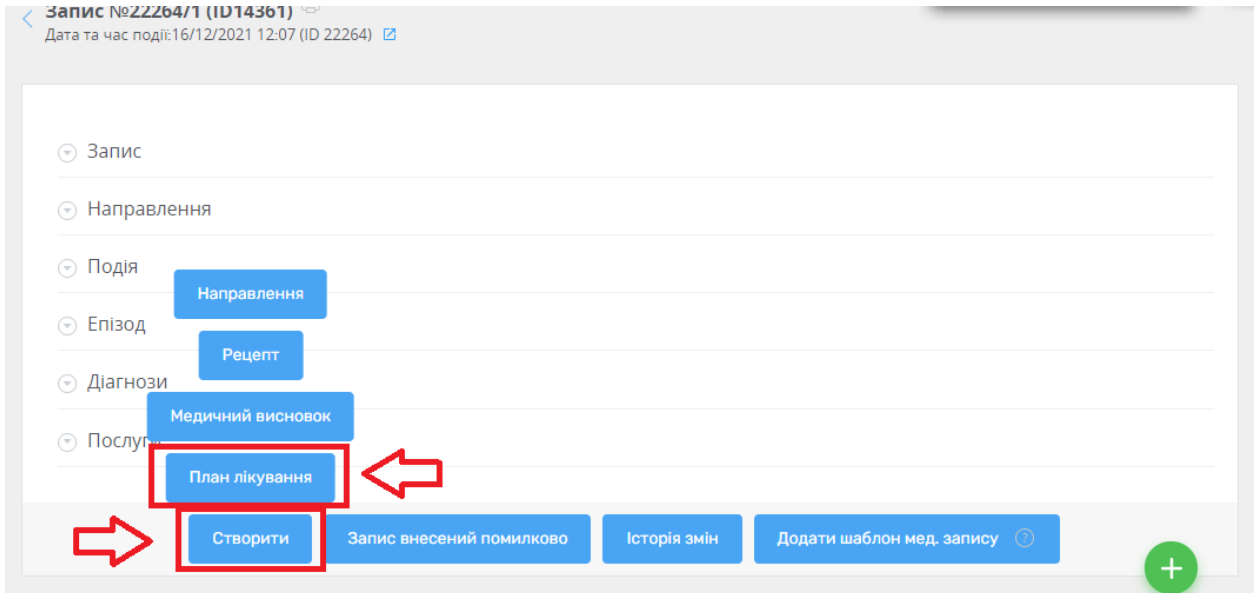 Запис №22264/1 (ID14361)
Дата та час події:16/12/2021 12:07 (ID 22264)
Запис
Направлення
Подія
Направлення
Епізод
Рецепт
Діагнози
Медичний висновок
Послуги
План лікування
Створити
Запис внесений помилково
Історія змін
Додати шаблон мед. запису ?
+